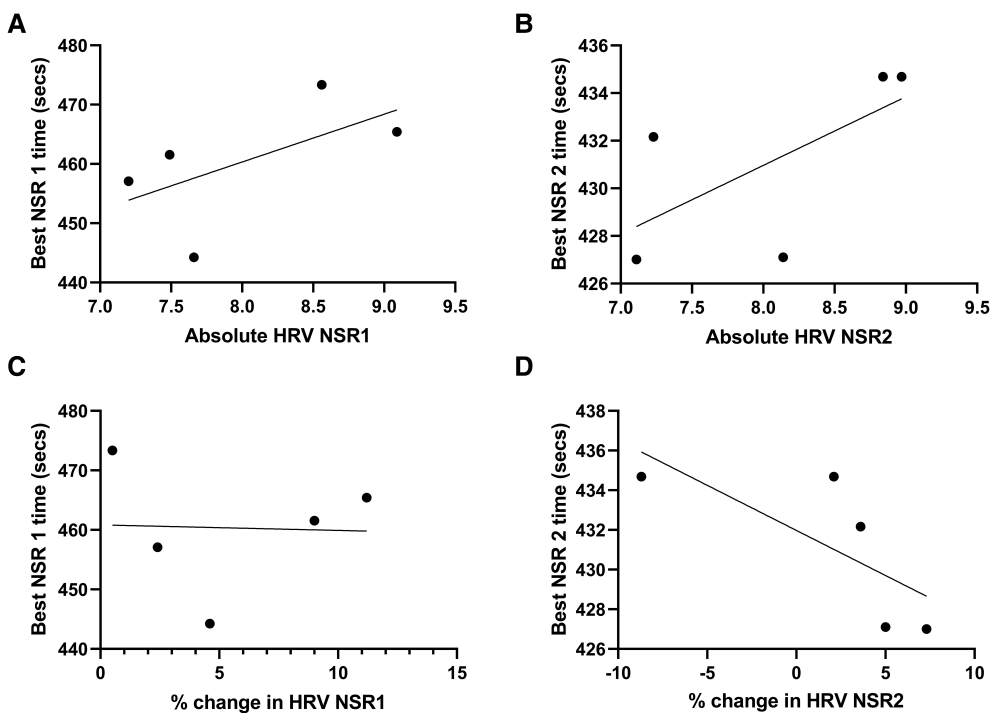 A
Best NSR 1 time (secs)
480
470
460
450
440
7.0 7.5 8.0 8.5 9.0 9.5
Absolute HRV NSR1
B
Best NSR 2 time (secs)
436
434
432
430
428
426
7.0 7.5 8.0 8.5 9.0 9.5
Absolute HRV NSR2
C
Best NSR 1 time (secs)
480
470
460
450
440
0 5 10 15
% change in HRV NSR1
D
Best NSR 2 time (secs)
438
436
434
432
430
428
426
-10 -5 0 5 10
% change in HRV NSR2